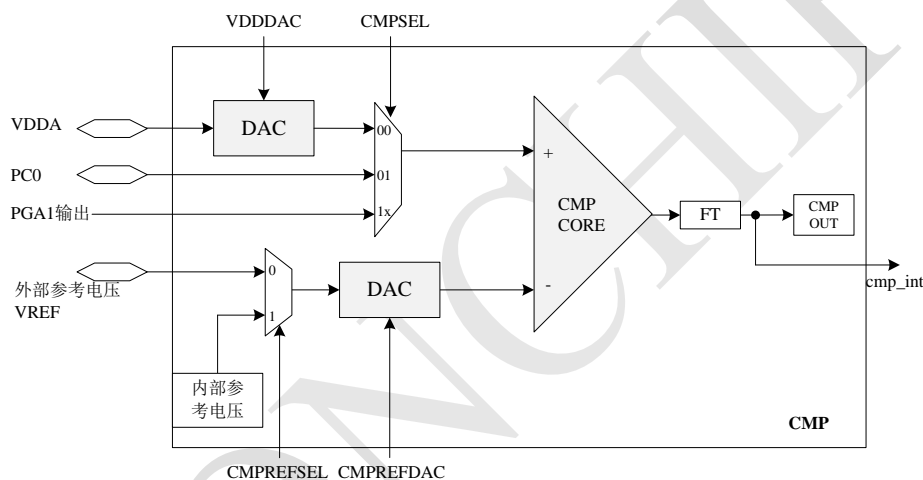 VDDDAC
CMPSEL
VDDA
DAC
00
PC0
01
PGA1输出
1x
+
CMP
CORE
-
FT
CMP
OUT
cmp_int
外部参考电压
VREF
0
1
DAC
内部参
考电压
CMP
CMPREFSEL
CMPREFDAC
ONCHIP